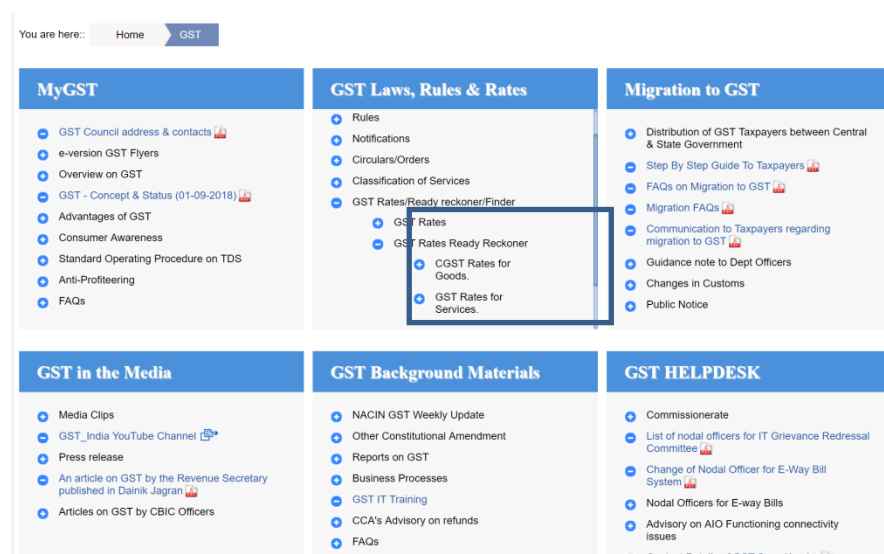 You are here::
Home
GST
MyGST
GST Council address & contacts
e-version GST Flyers
Overview on GST
GST - Concept & Status (01-09-2018)
Advantages of GST
Consumer Awareness
Standard Operating Procedure on TDS
Anti-Profiteering
FAQs
GST Laws, Rules & Rates
Rules
Notifications
Circulars/Orders
Classification of Services
GST Rates/Ready reckoner/Finder
GST Rates
GST Rates Ready Reckoner
CGST Rates for
Goods.
GST Rates for
Services.
Migration to GST
Distribution of GST Taxpayers between Central
& State Government
Step By Step Guide To Taxpayers
FAQs on Migration to GST
Migration FAQs
Communication to Taxpayers regarding
migration to GST
Guidance note to Dept Officers
Changes in Customs
Public Notice
GST in the Media
Media Clips
GST_India YouTube Channel
Press release
An article on GST by the Revenue Secretary
published in Dainik Jagran
Articles on GST by CBIC Officers
GST Background Materials
NACIN GST Weekly Update
Other Constitutional Amendment
Reports on GST
Business Processes
GST IT Training
CCA's Advisory on refunds
FAQs
GST HELPDESK
Commissionerate
List of nodal officers for IT Grievance Redressal
Committee
Change of Nodal Officer for E-Way Bill
System
Nodal Officers for E-way Bills
Advisory on AIO Functioning connectivity
issues